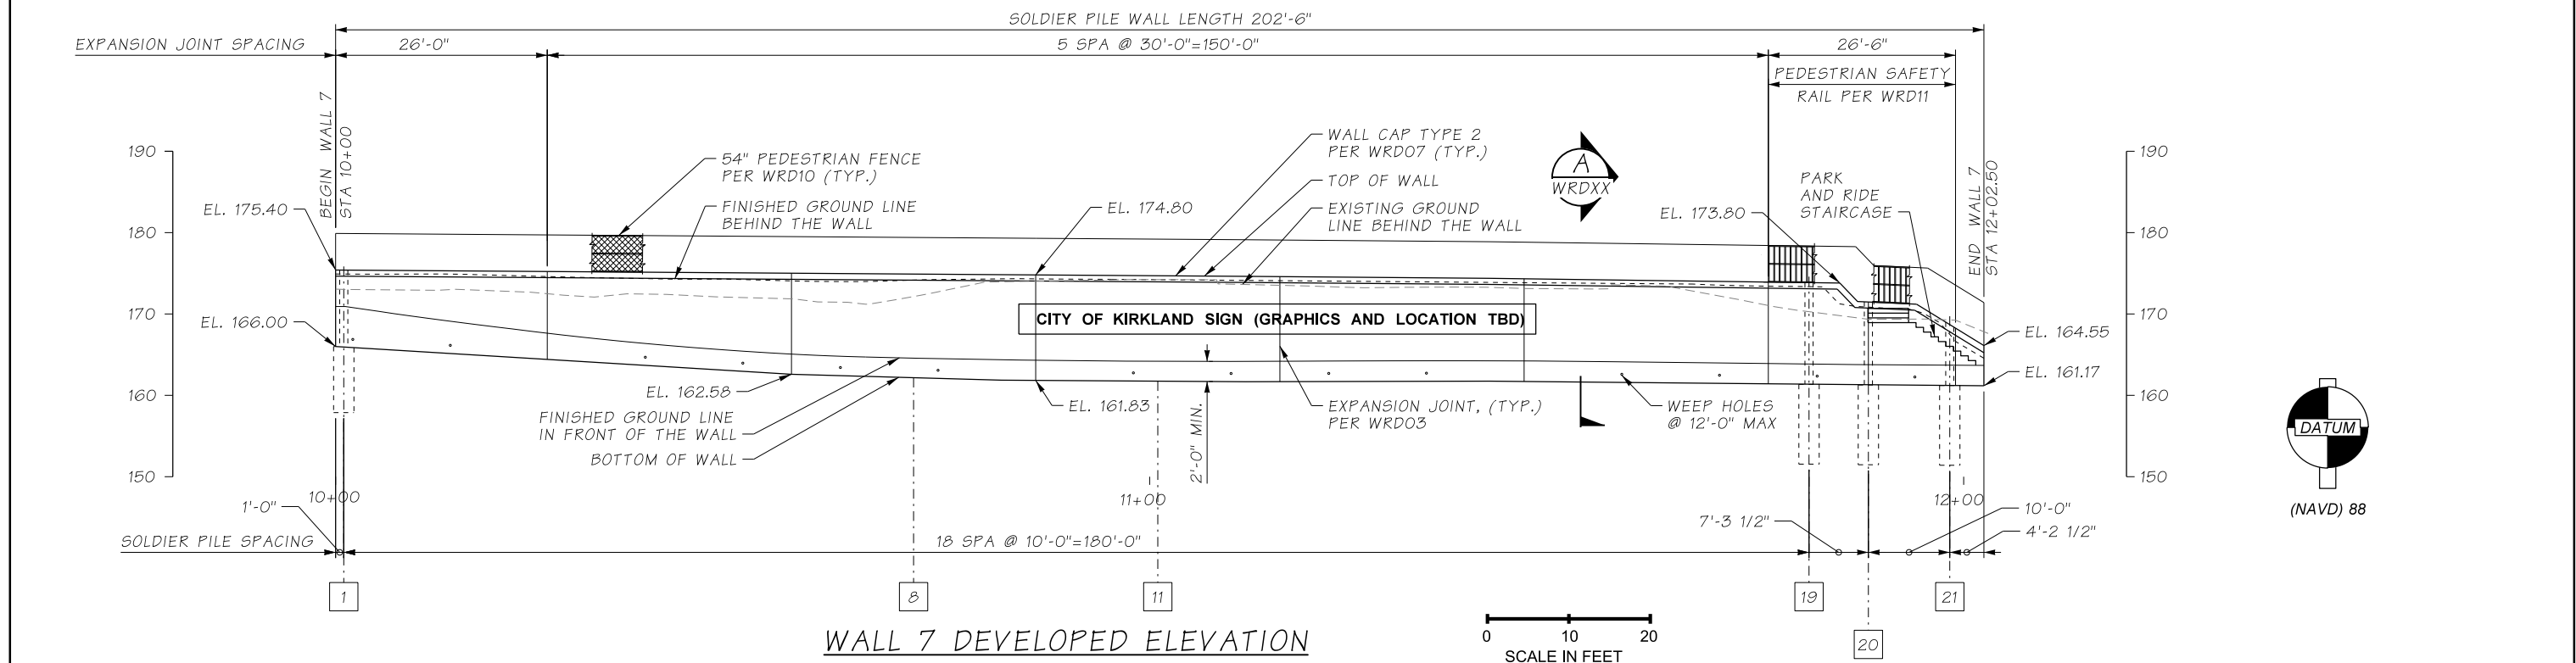 SOLDIER PILE WALL LENGTH 202'-6"
EXPANSION JOINT SPACING
26'-0"
5 SPA @ 30'-0"=150'-0"
26'-6"
PEDESTRIAN SAFETY
RAIL PER WRD11
BEGIN WALL 7
STA 10+00
END WALL 7
STA 12+02.50
190
180
170
160
150
190
180
170
160
150
EL. 175.40
EL. 166.00
54" PEDESTRIAN FENCE
PER WRD10 (TYP.)
FINISHED GROUND LINE
BEHIND THE WALL
EL. 174.80
WALL CAP TYPE 2
PER WRD07 (TYP.)
TOP OF WALL
EXISTING GROUND
LINE BEHIND THE WALL
A
WRDXX
EL. 173.80
PARK
AND RIDE
STAIRCASE
CITY OF KIRKLAND SIGN (GRAPHICS AND LOCATION TBD)
EL. 164.55
EL. 161.17
EL. 162.58
FINISHED GROUND LINE
IN FRONT OF THE WALL
BOTTOM OF WALL
EL. 161.83
2'-0" MIN.
EXPANSION JOINT, (TYP.)
PER WRD03
WEEP HOLES
@ 12'-0" MAX
DATUM
(NAVD) 88
10+00
11+00
12+00
1'-0"
SOLDIER PILE SPACING
18 SPA @ 10'-0"=180'-0"
7'-3 1/2"
10'-0"
4'-2 1/2"
1
8
11
19
20
21
WALL 7 DEVELOPED ELEVATION
0 10 20
SCALE IN FEET